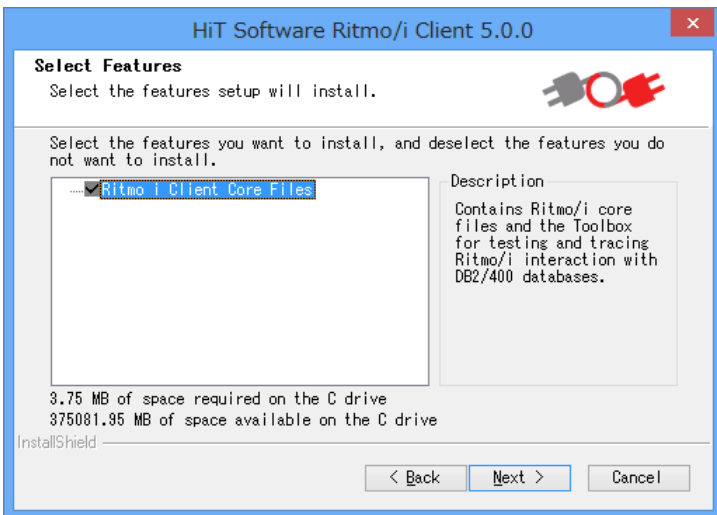 HiT Software Ritmo/i Client 5.0.0
Select Features
Select the features setup will install.
Select the features you want to install, and deselect the features you do
not want to install.
Ritmo i Client Core Files
Description
Contains Ritmo/i core
files and the Toolbox
for testing and tracing
Ritmo/i interaction with
DB2/400 databases.
3.75 MB of space required on the C drive
375081.95 MB of space available on the C drive
InstallShield
< Back
Next >
Cancel